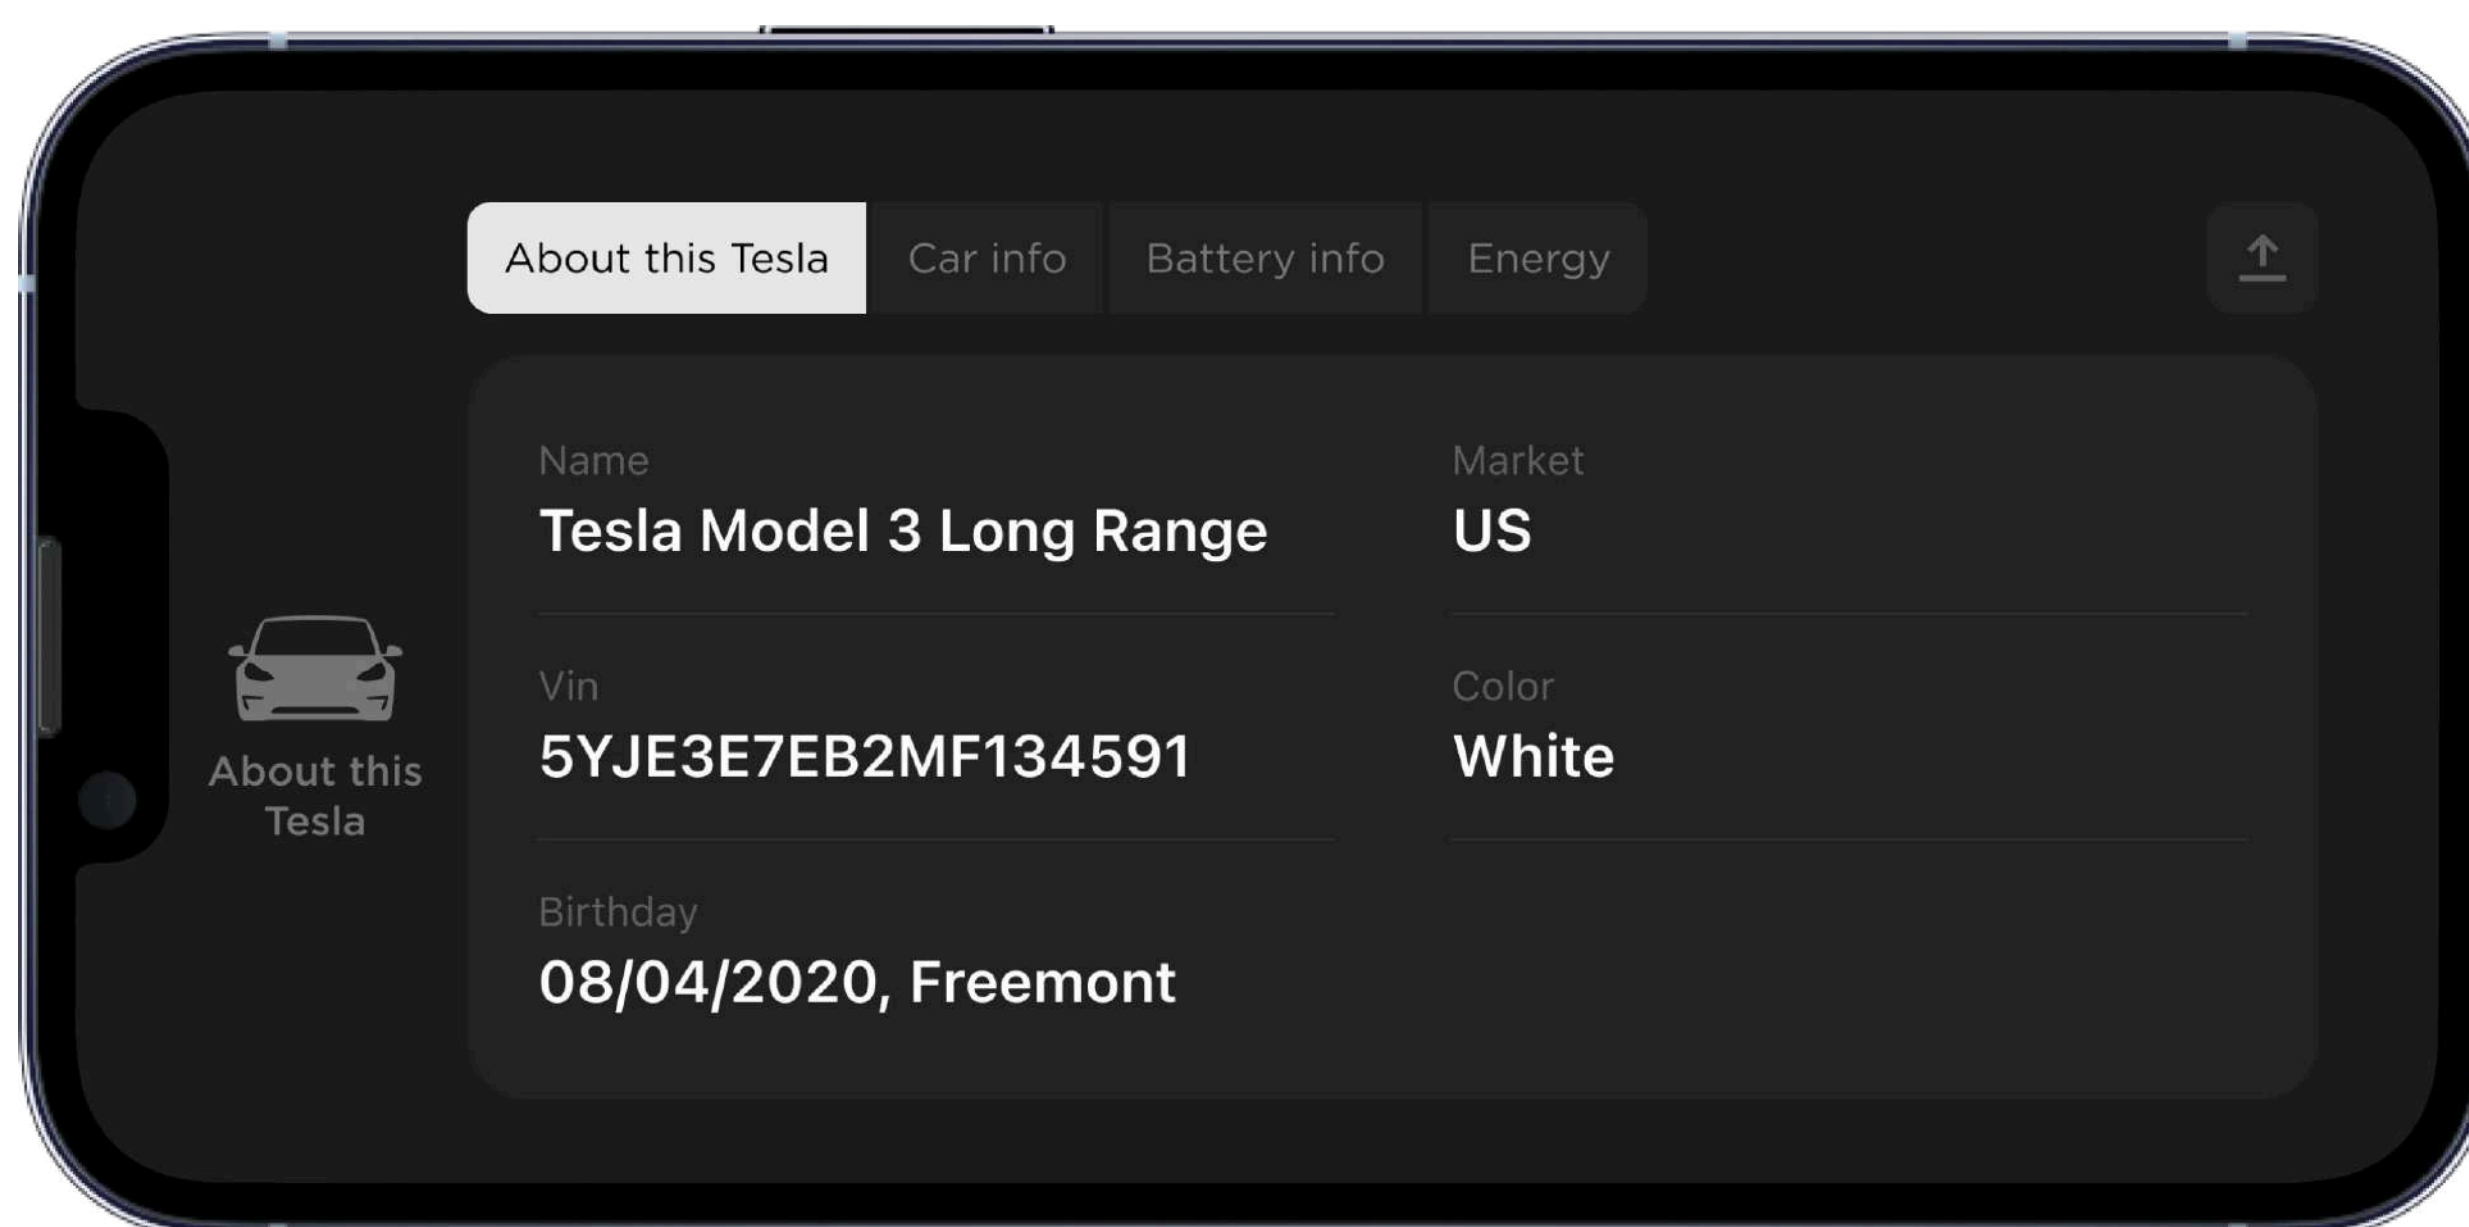 About this Tesla
Car info
Battery info
Energy
About this
Tesla
Name
Tesla Model 3 Long Range
Market
US
Vin
5YJE3E7EB2MF134591
Color
White
Birthday
08/04/2020, Freemont